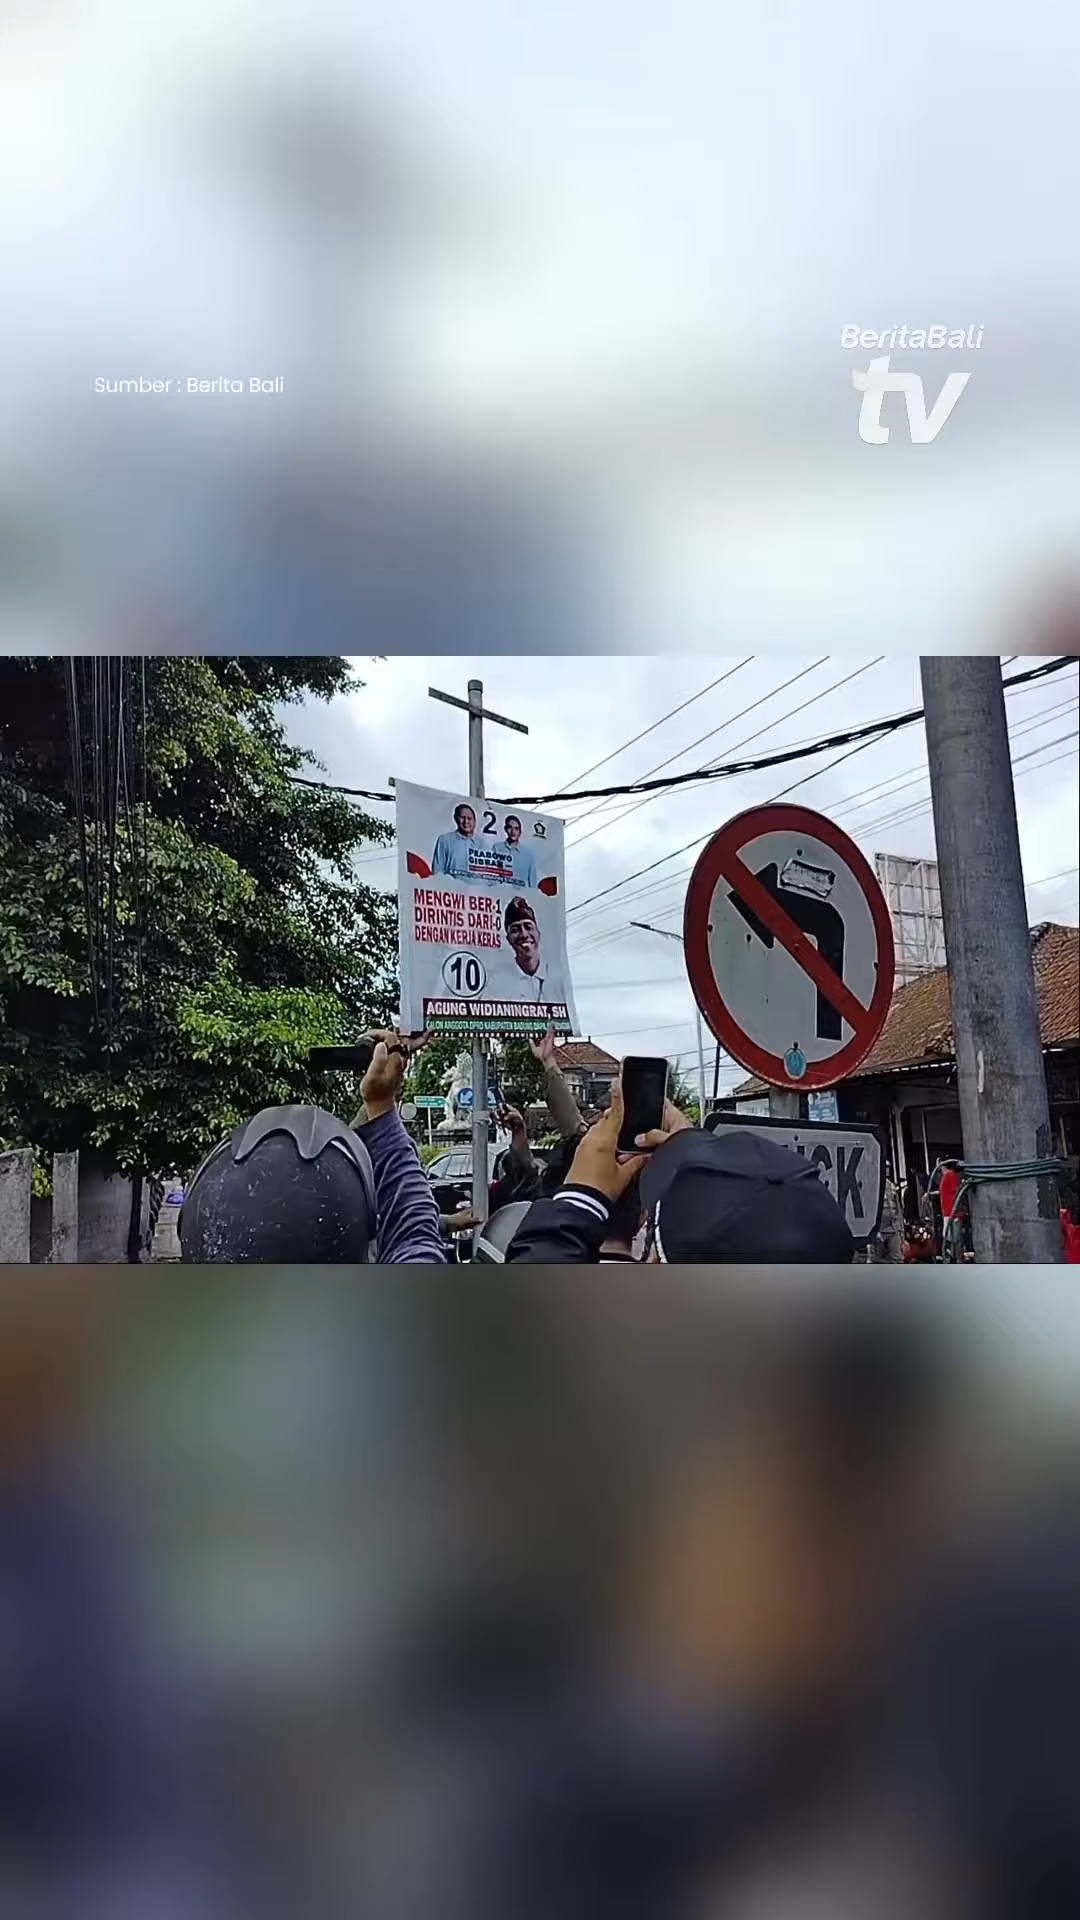 BeritaBali
tv
Sumber : Berita Bali
2
PRABOWO
GIBRAN
MENGWI BER-1
DIRINTIS DARI-0
DENGAN KERJA KERAS
10
AGUNG WIDIANINGRAT, SH
CALON ANGGOTA DPRD KABUPATEN BADUNG